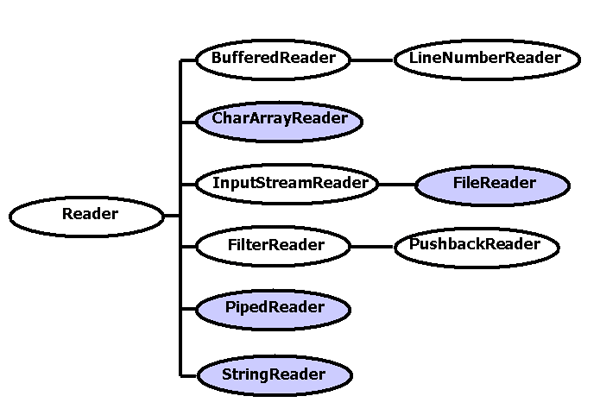 BufferedReader
LineNumberReader
CharArrayReader
InputStreamReader
FileReader
Reader
FilterReader
PushbackReader
PipedReader
StringReader